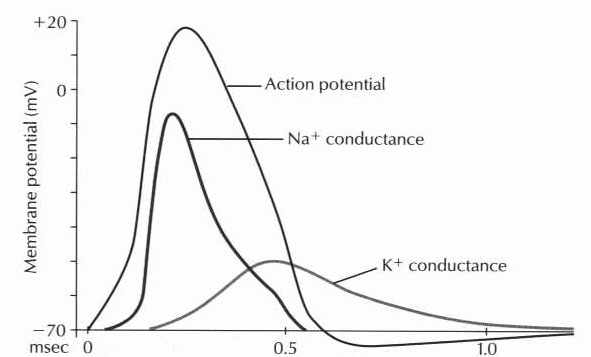 +20
Action potential
0
Na+ conductance
Membrane potential (mV)
K+ conductance
−70
msec 0 0.5 1.0